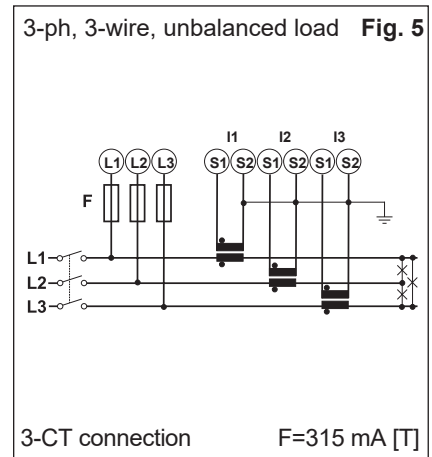 3-ph, 3-wire, unbalanced load Fig. 5
I1 I2 I3
L1 L2 L3 S1 S2 S1 S2 S1 S2
F
L1
L2
L3
3-CT connection F=315 mA [T]